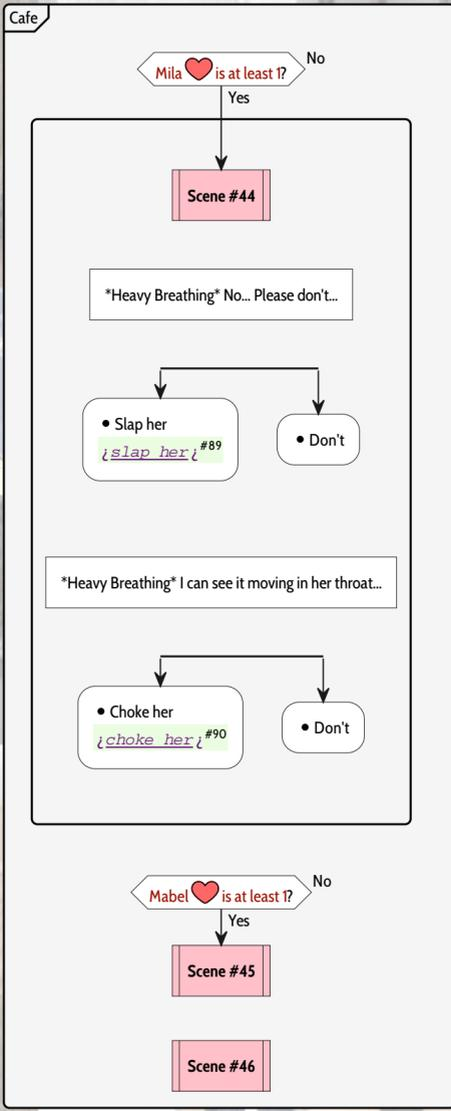 Cafe
Mila ❤ is at least 1?
No
Yes
Scene #44
*Heavy Breathing* No... Please don't...
• Slap her
¿slap her¿#89
• Don't
*Heavy Breathing* I can see it moving in her throat...
• Choke her
¿choke her¿#90
• Don't
Mabel ❤ is at least 1?
No
Yes
Scene #45
Scene #46